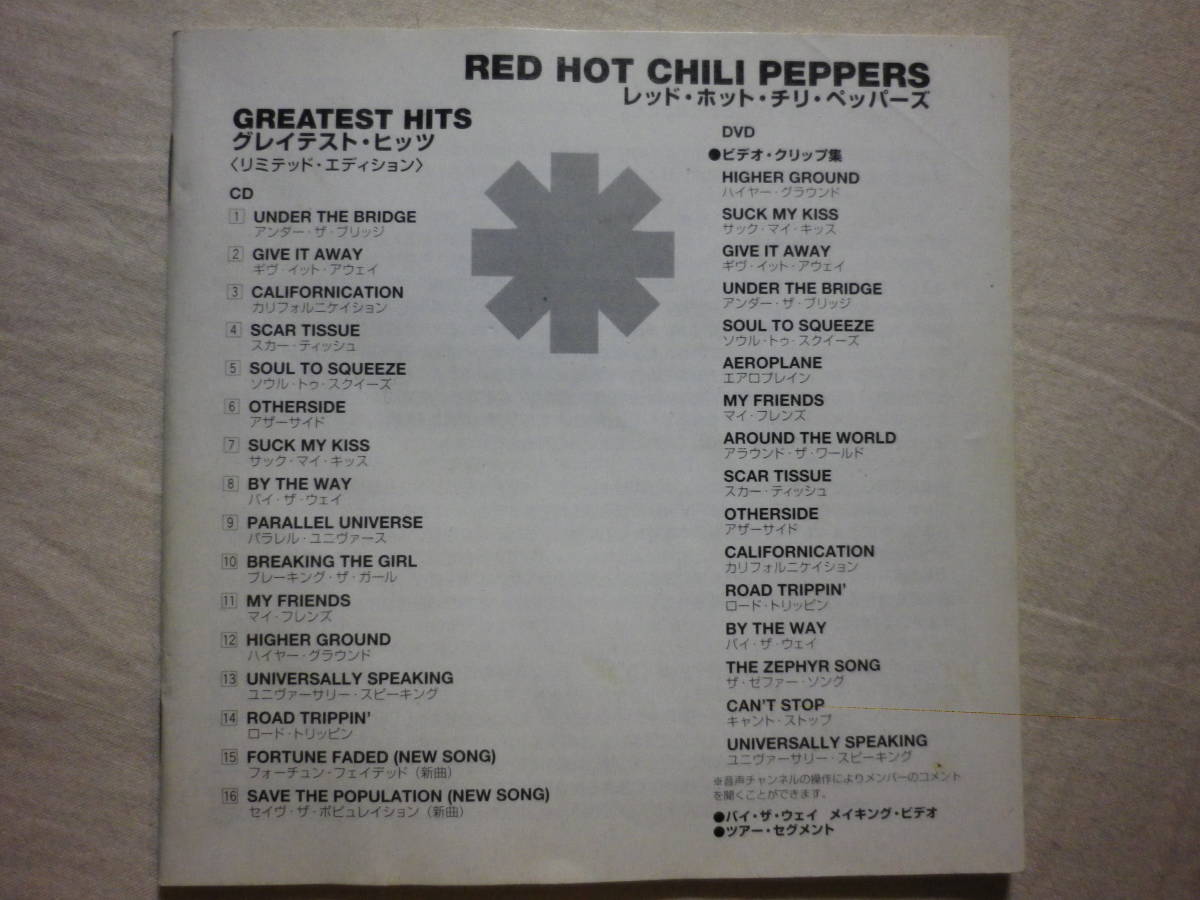 RED HOT CHILI PEPPERS
レッド・ホット・チリ・ペッパーズ
GREATEST HITS
グレイテスト・ヒッツ
〈リミテッド・エディション〉
CD
1 UNDER THE BRIDGE
アンダー・ザ・ブリッジ
2 GIVE IT AWAY
ギヴ・イット・アウェイ
3 CALIFORNICATION
カリフォルニケイション
4 SCAR TISSUE
スカー・ティッシュ
5 SOUL TO SQUEEZE
ソウル・トゥ・スクイーズ
6 OTHERSIDE
アザーサイド
7 SUCK MY KISS
サック・マイ・キッス
8 BY THE WAY
バイ・ザ・ウェイ
9 PARALLEL UNIVERSE
パラレル・ユニヴァース
10 BREAKING THE GIRL
ブレーキング・ザ・ガール
11 MY FRIENDS
マイ・フレンズ
12 HIGHER GROUND
ハイヤー・グラウンド
13 UNIVERSALLY SPEAKING
ユニヴァーサリー・スピーキング
14 ROAD TRIPPIN'
ロード・トリッピン
15 FORTUNE FADED (NEW SONG)
フォーチュン・フェイデッド（新曲）
16 SAVE THE POPULATION (NEW SONG)
セイヴ・ザ・ポピュレイション（新曲）
DVD
●ビデオ・クリップ集
HIGHER GROUND
ハイヤー・グラウンド
SUCK MY KISS
サック・マイ・キッス
GIVE IT AWAY
ギヴ・イット・アウェイ
UNDER THE BRIDGE
アンダー・ザ・ブリッジ
SOUL TO SQUEEZE
ソウル・トゥ・スクイーズ
AEROPLANE
エアロプレイン
MY FRIENDS
マイ・フレンズ
AROUND THE WORLD
アラウンド・ザ・ワールド
SCAR TISSUE
スカー・ティッシュ
OTHERSIDE
アザーサイド
CALIFORNICATION
カリフォルニケイション
ROAD TRIPPIN'
ロード・トリッピン
BY THE WAY
バイ・ザ・ウェイ
THE ZEPHYR SONG
ザ・ゼファー・ソング
CAN'T STOP
キャント・ストップ
UNIVERSALLY SPEAKING
ユニヴァーサリー・スピーキング
※音声チャンネルの操作によりメンバーのコメント
を聞くことができます。
●バイ・ザ・ウェイ メイキング・ビデオ
●ツアー・セグメント